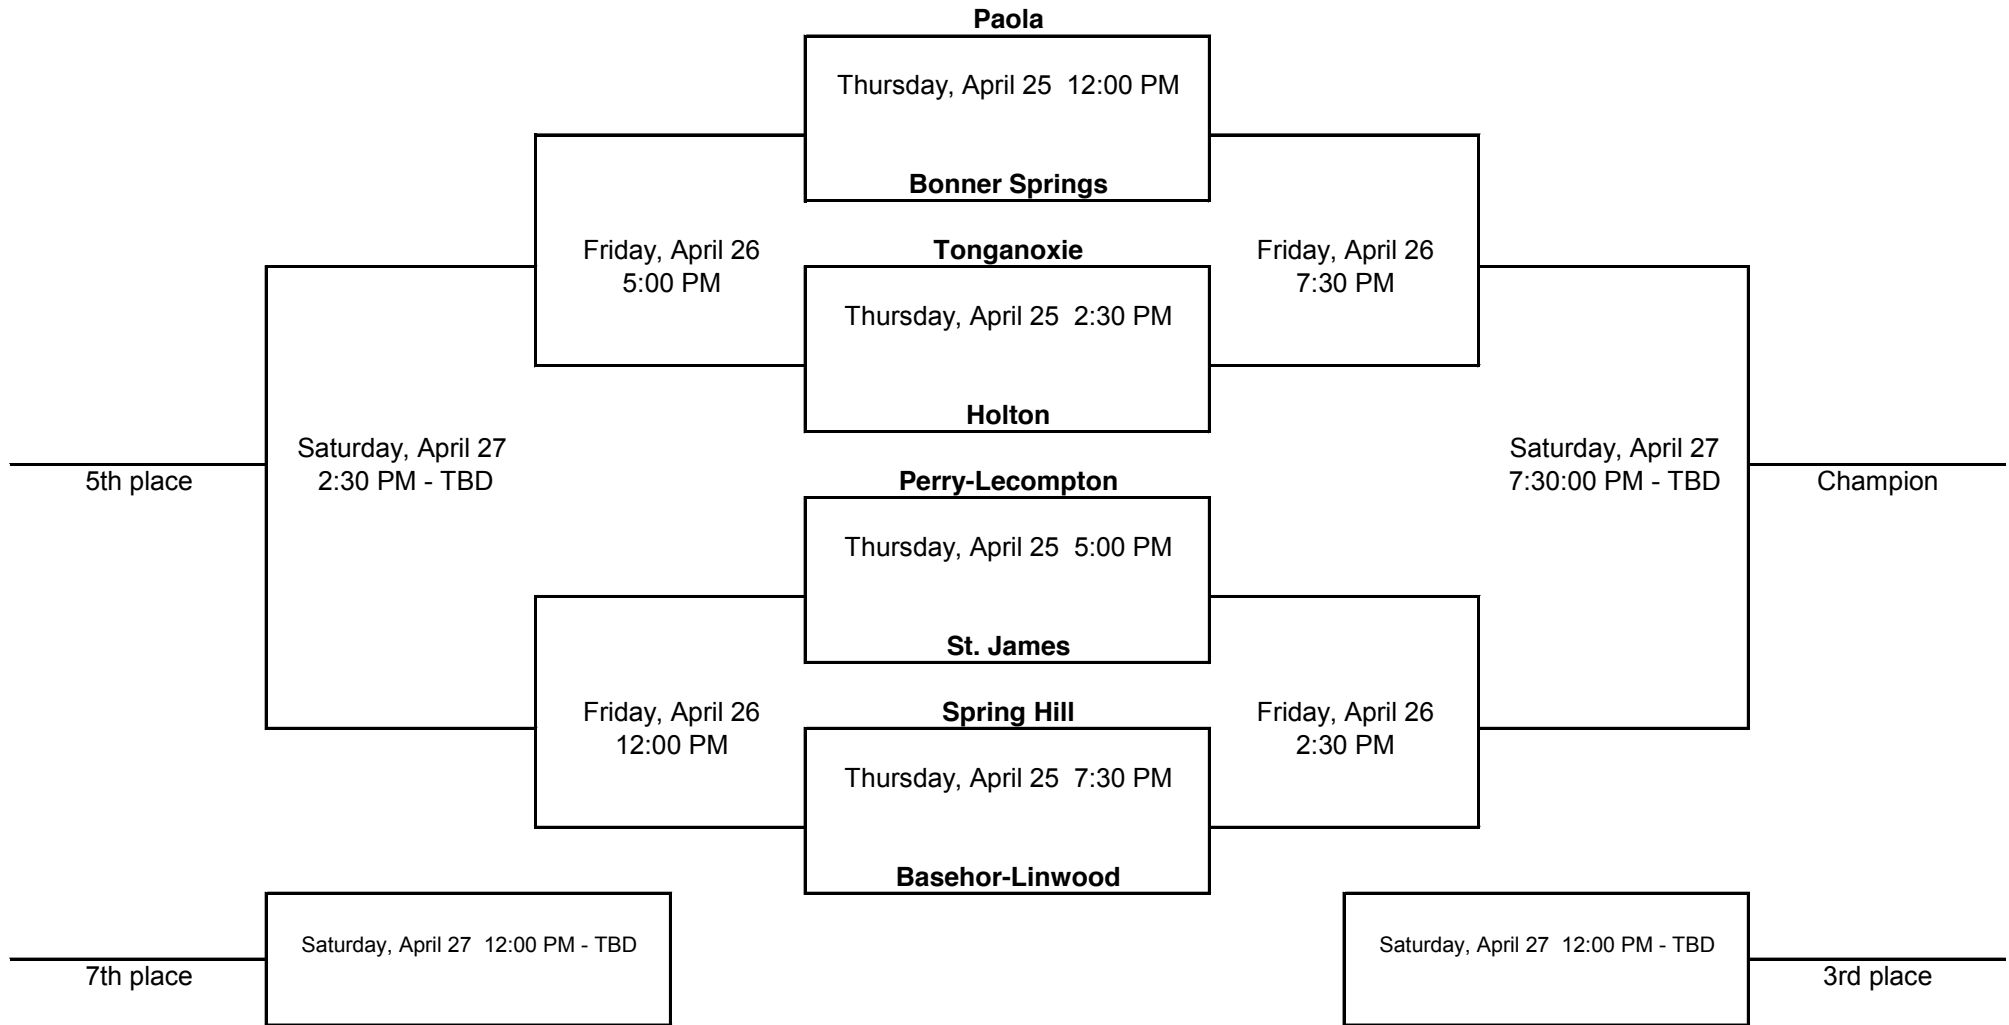 Paola
Thursday, April 25  12:00 PM
Bonner Springs
Friday, April 26
5:00 PM
Tonganoxie
Friday, April 26
7:30 PM
Thursday, April 25  2:30 PM
Holton
Saturday, April 27
2:30 PM - TBD
Saturday, April 27
7:30:00 PM - TBD
5th place
Perry-Lecompton
Champion
Thursday, April 25  5:00 PM
St. James
Friday, April 26
12:00 PM
Spring Hill
Friday, April 26
2:30 PM
Thursday, April 25  7:30 PM
Basehor-Linwood
Saturday, April 27  12:00 PM - TBD
Saturday, April 27  12:00 PM - TBD
7th place
3rd place